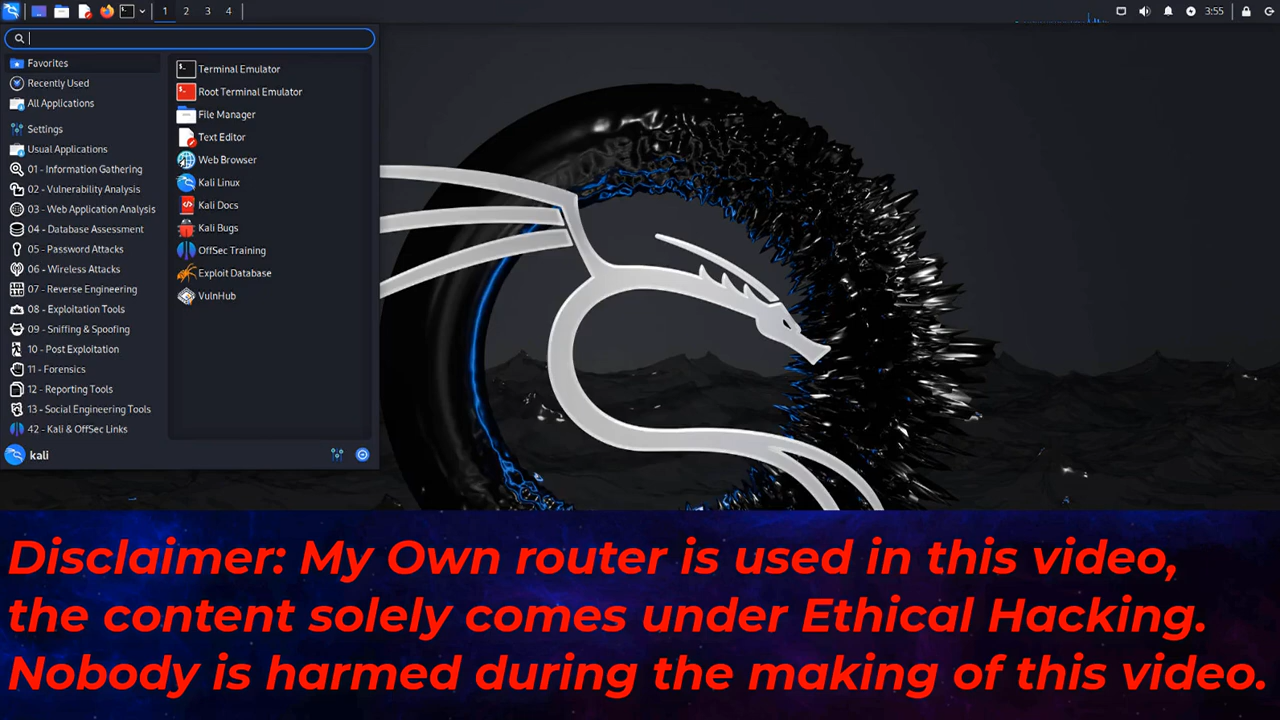 1 2 3 4
3:55
Favorites
Recently Used
All Applications
Settings
Usual Applications
01 - Information Gathering
02 - Vulnerability Analysis
03 - Web Application Analysis
04 - Database Assessment
05 - Password Attacks
06 - Wireless Attacks
07 - Reverse Engineering
08 - Exploitation Tools
09 - Sniffing & Spoofing
10 - Post Exploitation
11 - Forensics
12 - Reporting Tools
13 - Social Engineering Tools
42 - Kali & OffSec Links
Terminal Emulator
Root Terminal Emulator
File Manager
Text Editor
Web Browser
Kali Linux
Kali Docs
Kali Bugs
OffSec Training
Exploit Database
VulnHub
kali
Disclaimer: My Own router is used in this video,
the content solely comes under Ethical Hacking.
Nobody is harmed during the making of this video.